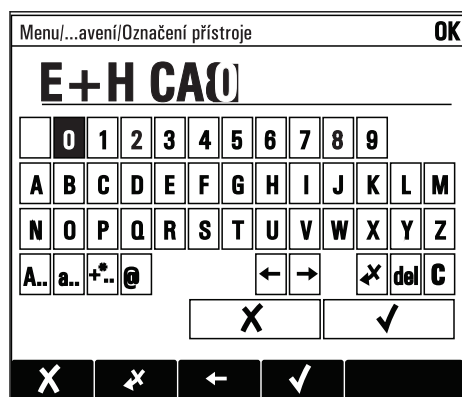 Menu/...avení/Označení přístroje OK
E+H CA0
0 1 2 3 4 5 6 7 8 9
A B C D E F G H I J K L M
N O P Q R S T U V W X Y Z
A.. a.. +*.. @ ← → del C